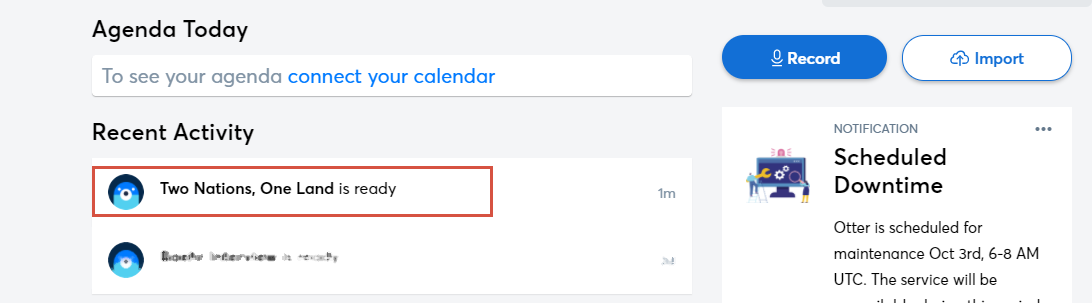 Agenda Today
To see your agenda connect your calendar
Record
Import
Recent Activity
Two Nations, One Land is ready
1m
NOTIFICATION
Scheduled
Downtime
Otter is scheduled for
maintenance Oct 3rd, 6-8 AM
UTC. The service will be